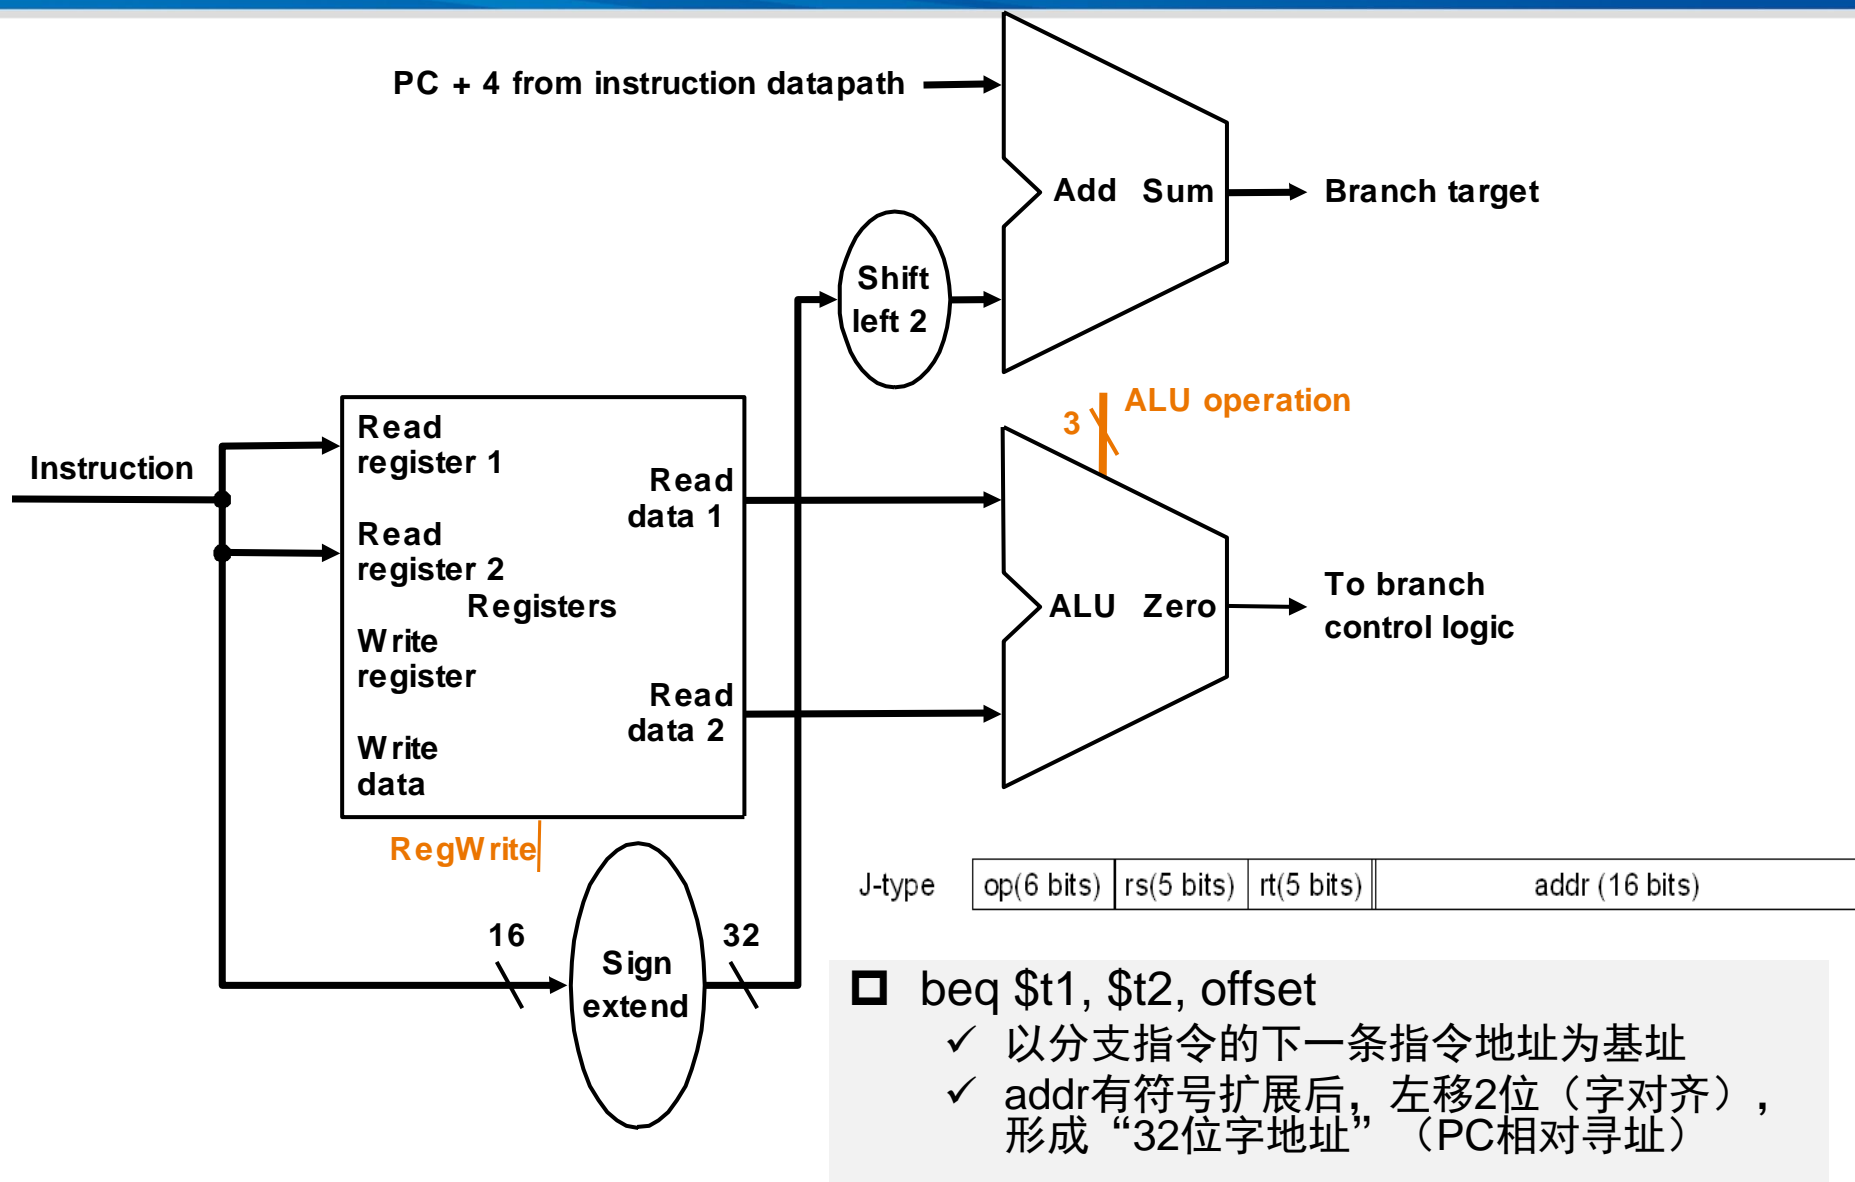 PC + 4 from instruction datapath
Add Sum
Branch target
Shift
left 2
ALU operation
3
Instruction
Read
register 1
Read
data 1
Read
register 2
Registers
ALU Zero
To branch
control logic
Write
register
Read
data 2
Write
data
RegWrite
16
32
Sign
extend
J-type op(6 bits) rs(5 bits) rt(5 bits) addr (16 bits)
beq $t1, $t2, offset
以分支指令的下一条指令地址为基址
addr有符号扩展后，左移2位（字对齐），
形成“32位字地址”（PC相对寻址）